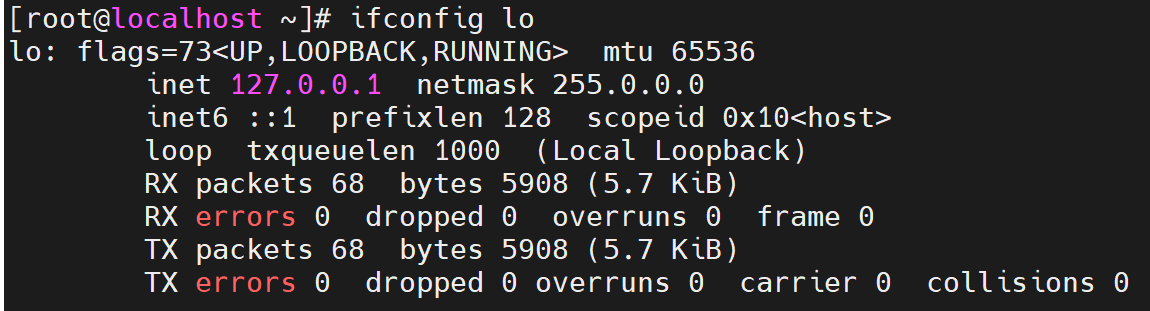 [root@localhost ~]# ifconfig lo
lo: flags=73<UP,LOOPBACK,RUNNING>  mtu 65536
        inet 127.0.0.1  netmask 255.0.0.0
        inet6 ::1  prefixlen 128  scopeid 0x10<host>
        loop  txqueuelen 1000  (Local Loopback)
        RX packets 68  bytes 5908 (5.7 KiB)
        RX errors 0  dropped 0  overruns 0  frame 0
        TX packets 68  bytes 5908 (5.7 KiB)
        TX errors 0  dropped 0 overruns 0  carrier 0  collisions 0